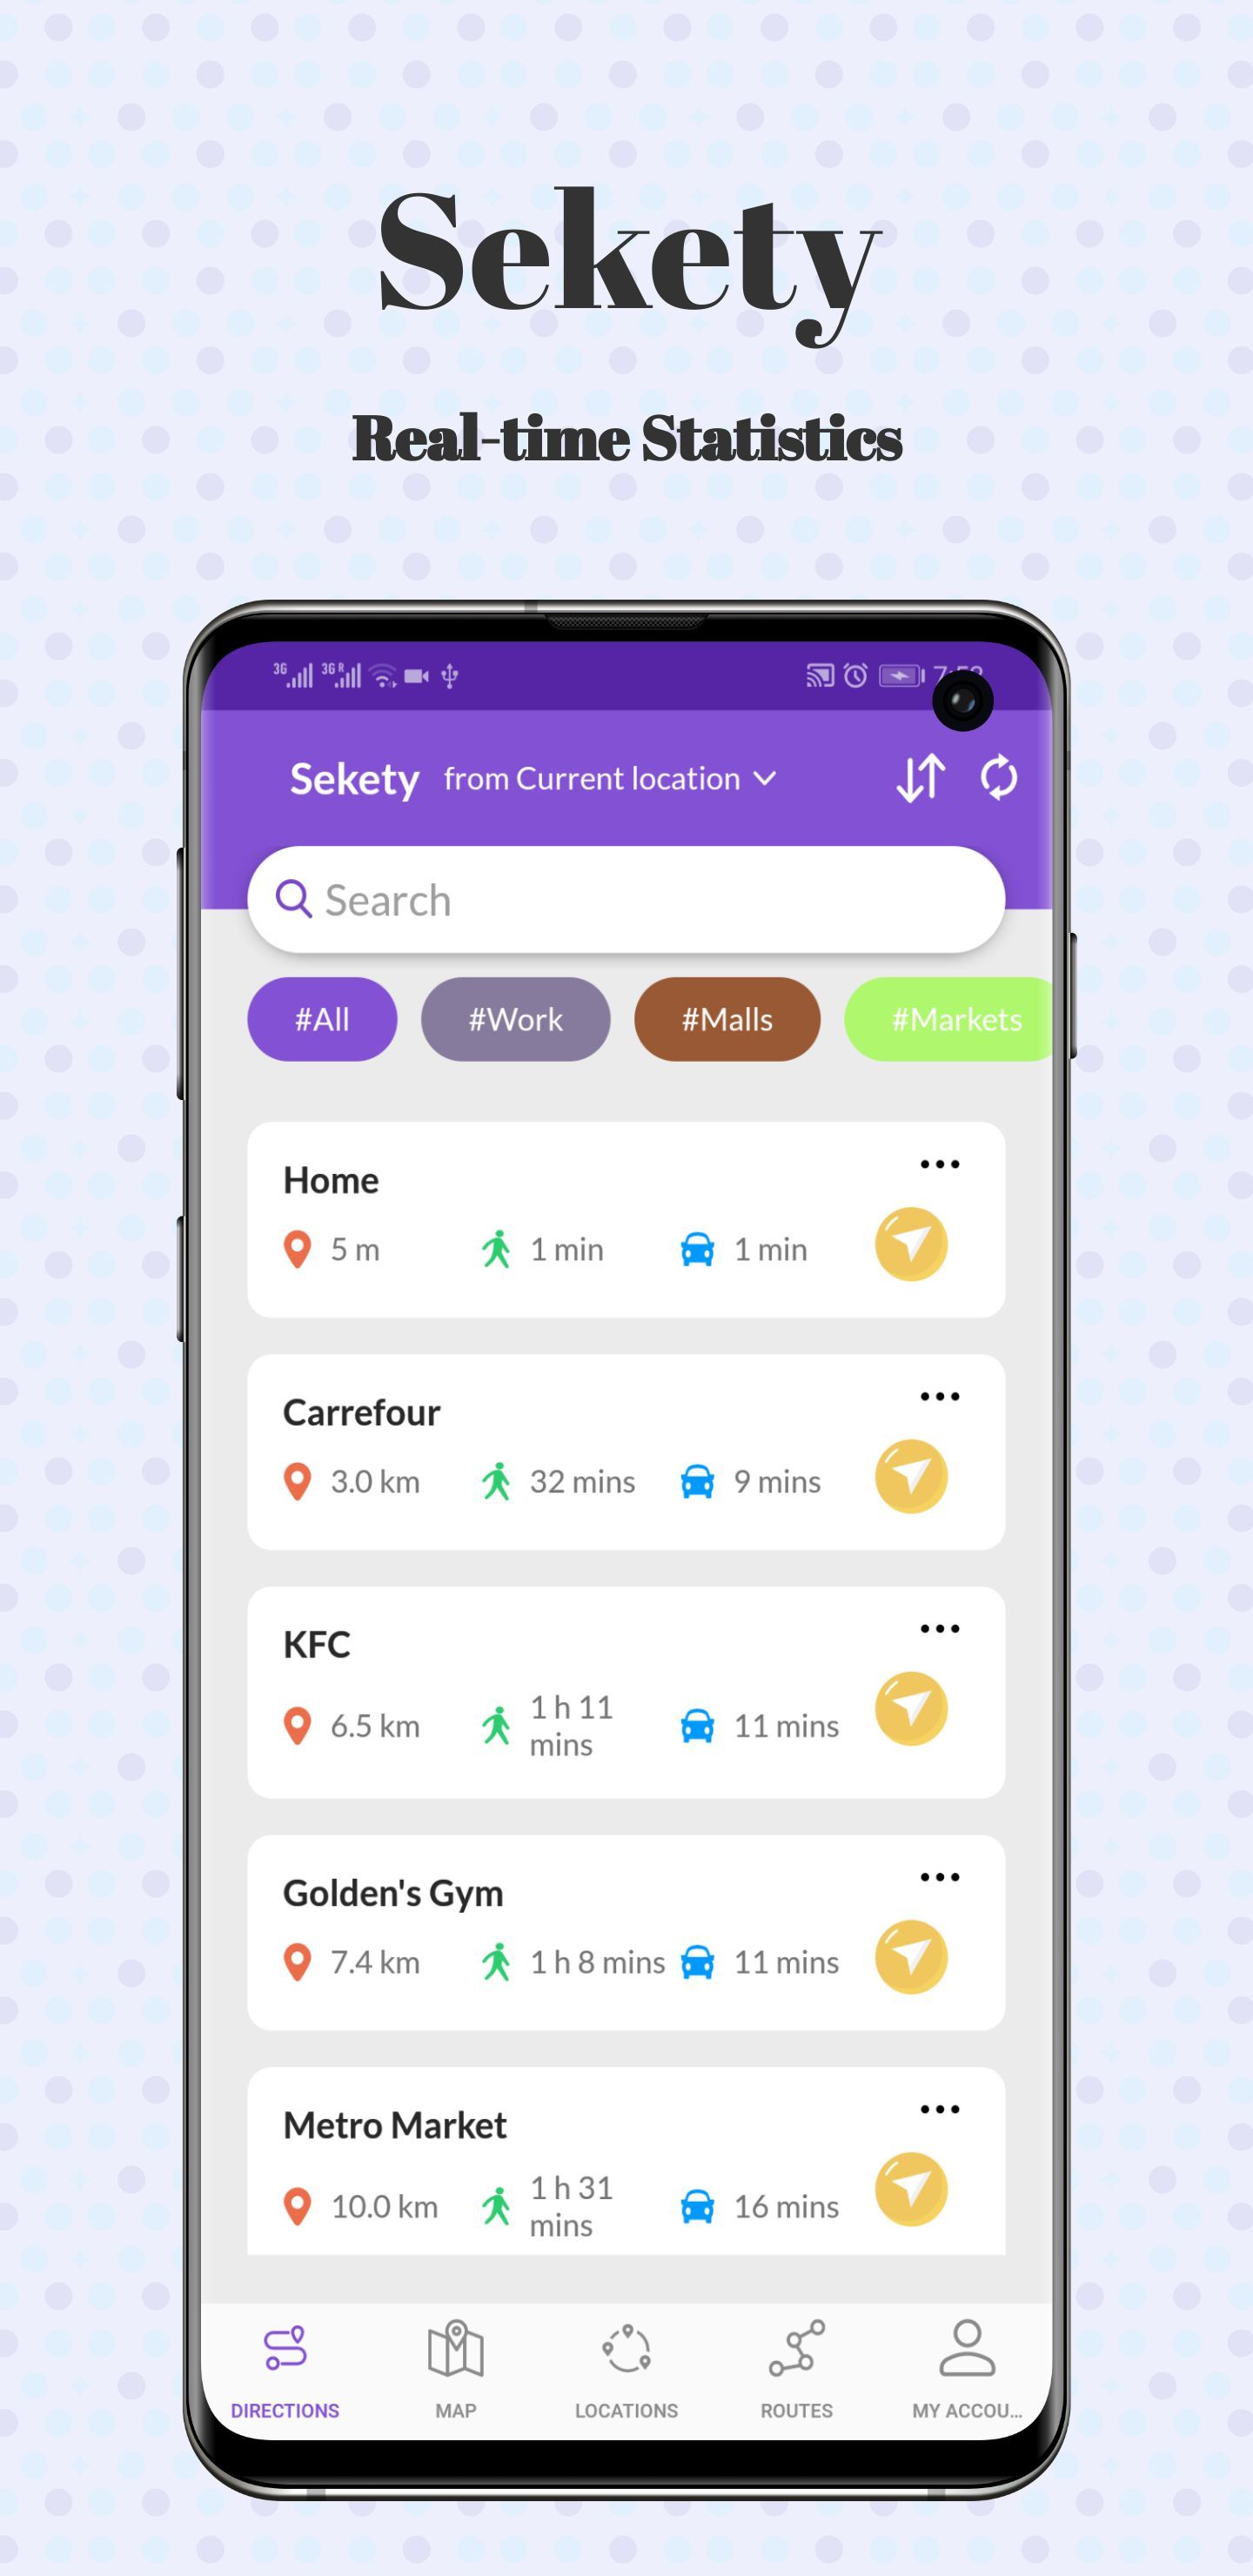 Sekety
Real-time Statistics
3G 3G R
Sekety from Current location
Search
#All #Work #Malls #Markets
Home
5 m 1 min 1 min
Carrefour
3.0 km 32 mins 9 mins
KFC
6.5 km 1 h 11 mins 11 mins
Golden's Gym
7.4 km 1 h 8 mins 11 mins
Metro Market
10.0 km 1 h 31 mins 16 mins
DIRECTIONS MAP LOCATIONS ROUTES MY ACCOU...